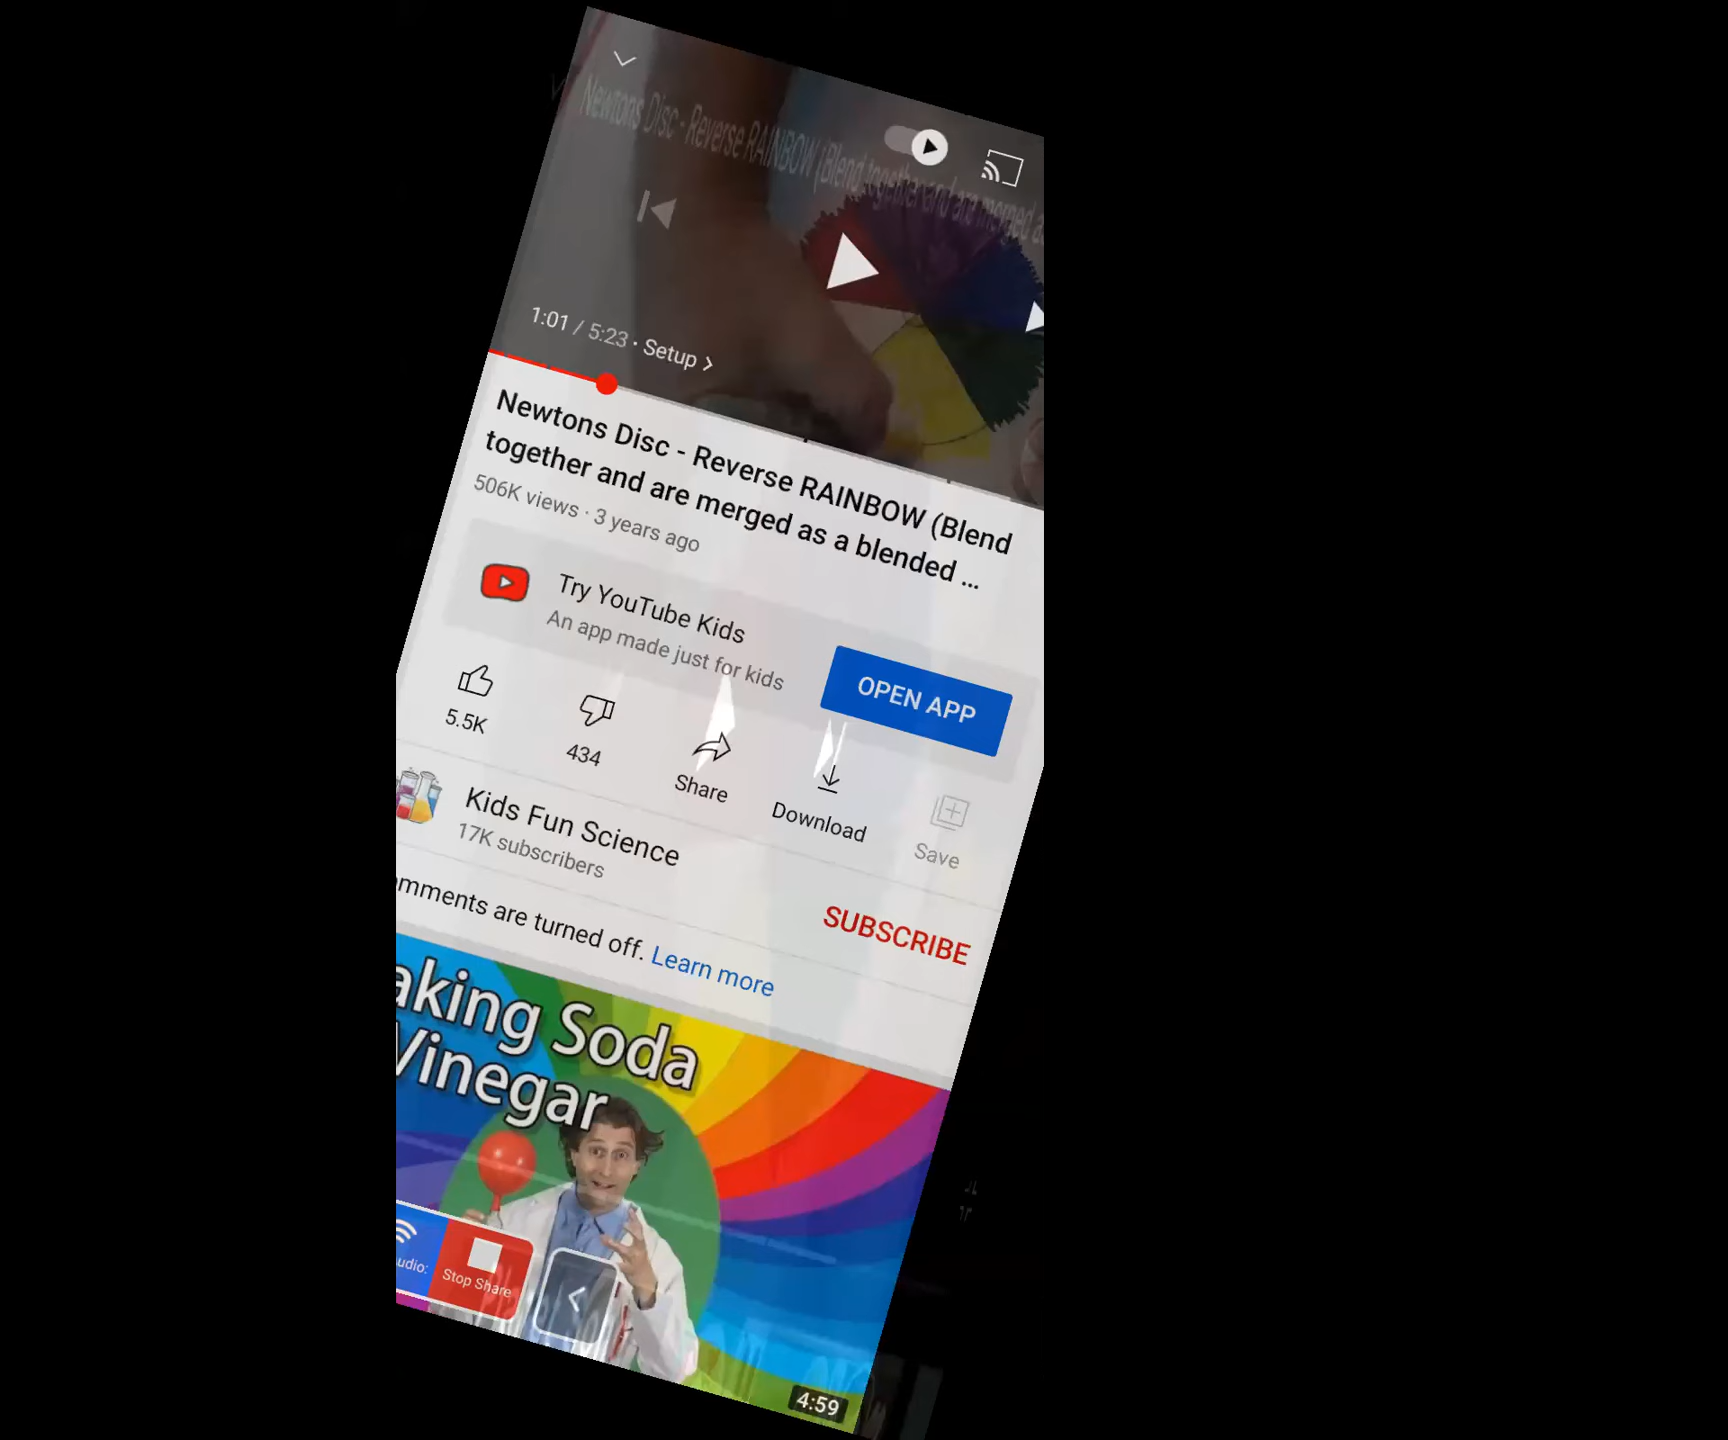 Newtons Disc - Reverse RAINBOW (Blend together and are merged as
1:01 / 5:23 · Setup >
Newtons Disc - Reverse RAINBOW (Blend
together and are merged as a blended ...
506K views · 3 years ago
Try YouTube Kids
An app made just for kids
OPEN APP
5.5K
434
Share
Download
Save
Kids Fun Science
17K subscribers
SUBSCRIBE
omments are turned off. Learn more
aking Soda
Vinegar
udio:
Stop Share
4:59